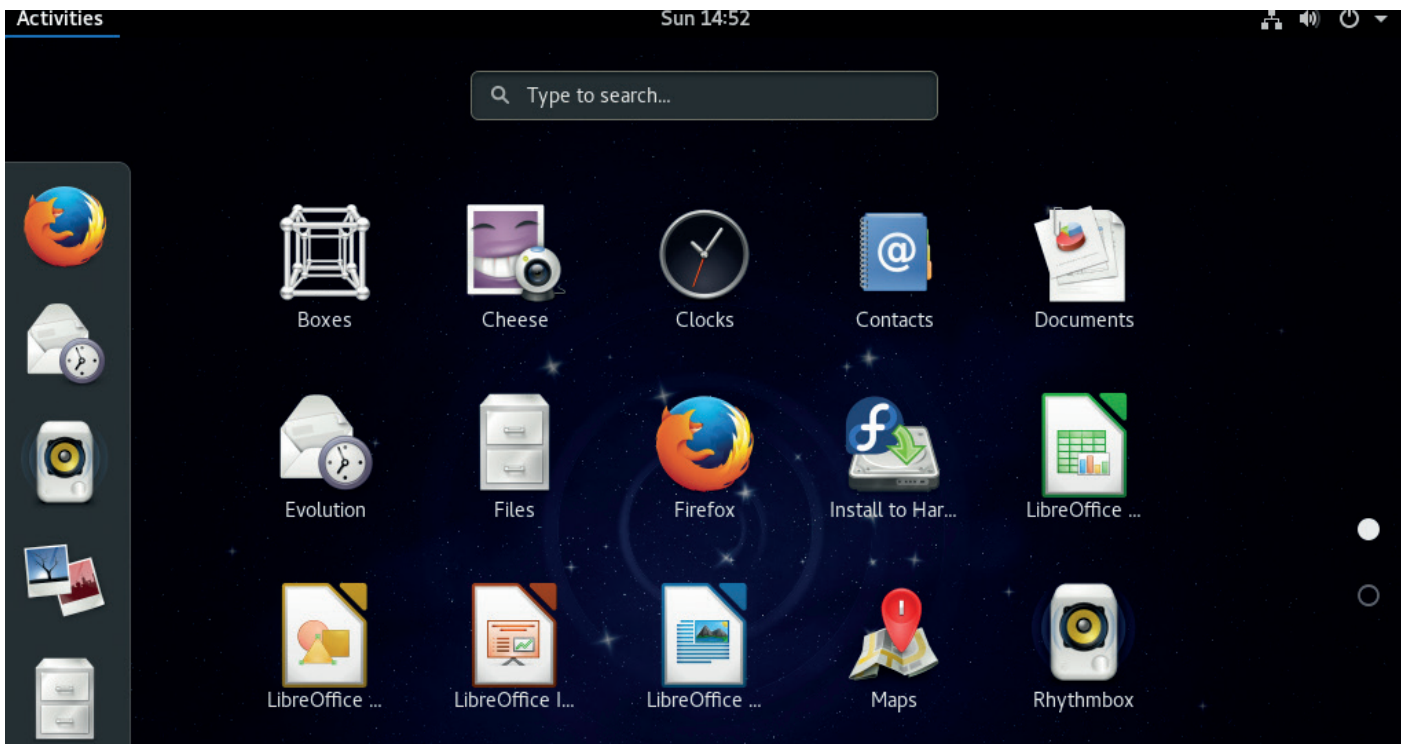 Activities
Sun 14:52
Type to search...
Boxes
Cheese
Clocks
Contacts
Documents
Evolution
Files
Firefox
Install to Har...
LibreOffice ...
LibreOffice ...
LibreOffice I...
LibreOffice ...
Maps
Rhythmbox